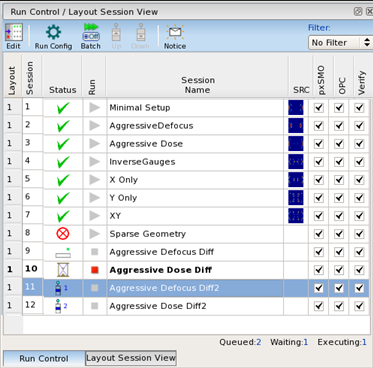 Run Control / Layout Session View
Edit Run Config Batch Up Down Notice
Filter:
No Filter
Layout Session Status Run Session Name SRC pxSMO OPC Verify
1 1 Minimal Setup
1 2 AggressiveDefocus
1 3 Aggressive Dose
1 4 InverseGauges
1 5 X Only
1 6 Y Only
1 7 XY
1 8 Sparse Geometry
1 9 Aggressive Defocus Diff
1 10 Aggressive Dose Diff
1 11 1 Aggressive Defocus Diff2
1 12 2 Aggressive Dose Diff2
Queued:2 Waiting:1 Executing:1
Run Control Layout Session View